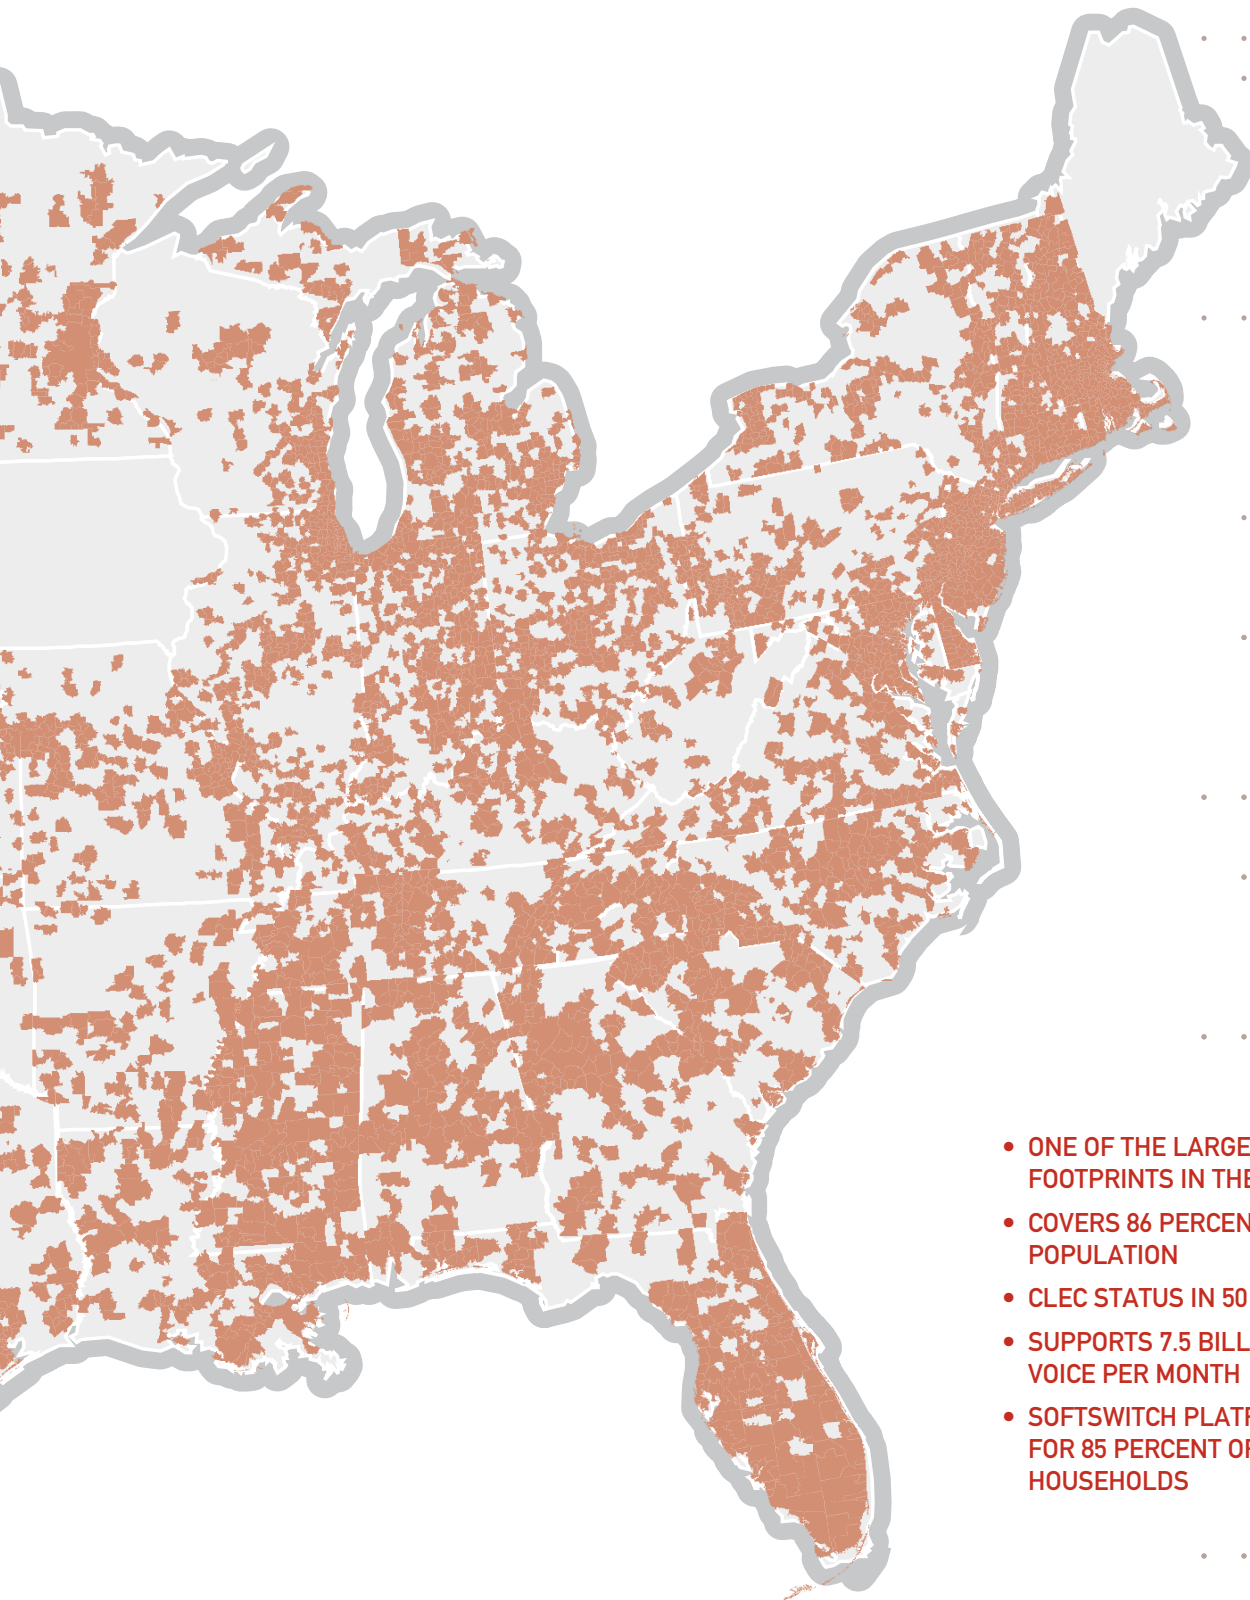 • ONE OF THE LARGE
FOOTPRINTS IN THE
• COVERS 86 PERCEN
POPULATION
• CLEC STATUS IN 50
• SUPPORTS 7.5 BILL
VOICE PER MONTH
• SOFTSWITCH PLATF
FOR 85 PERCENT OF
HOUSEHOLDS